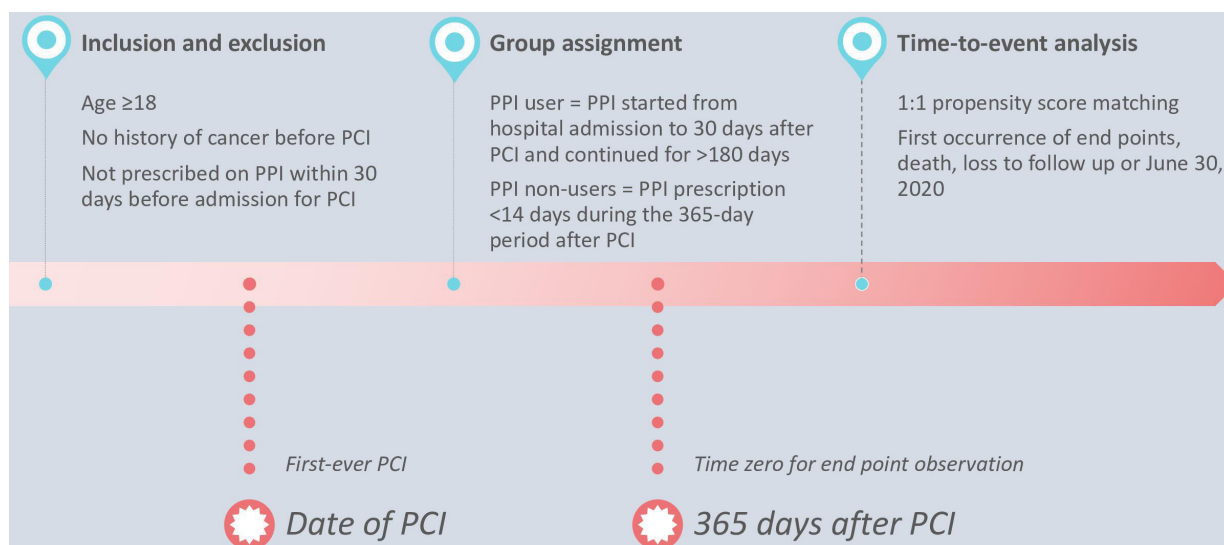 Inclusion and exclusion
Age ≥18
No history of cancer before PCI
Not prescribed on PPI within 30
days before admission for PCI
Group assignment
PPI user = PPI started from
hospital admission to 30 days after
PCI and continued for >180 days
PPI non-users = PPI prescription
<14 days during the 365-day
period after PCI
Time-to-event analysis
1:1 propensity score matching
First occurrence of end points,
death, loss to follow up or June 30,
2020
First-ever PCI
Date of PCI
Time zero for end point observation
365 days after PCI